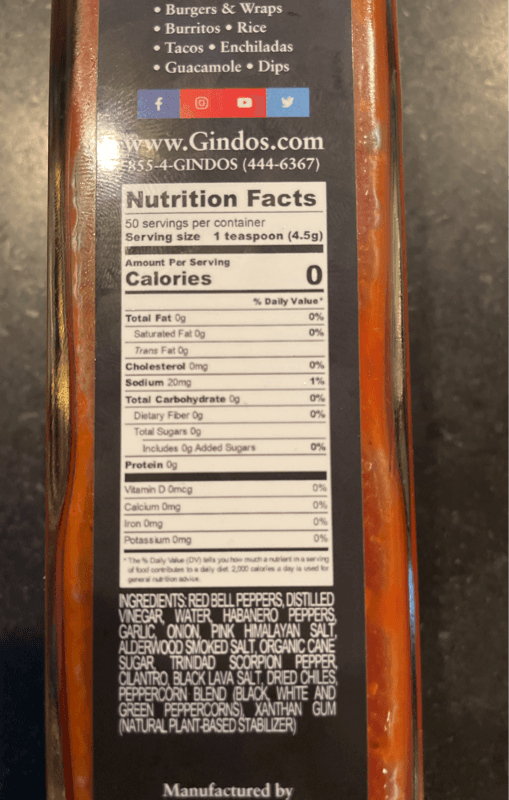 • Burgers & Wraps
• Burritos • Rice
• Tacos • Enchiladas
• Guacamole • Dips
www.Gindos.com
855-4-GINDOS (444-6367)
Nutrition Facts
50 servings per container
Serving size 1 teaspoon (4.5g)
Amount Per Serving
Calories 0
% Daily Value*
Total Fat 0g 0%
Saturated Fat 0g 0%
Trans Fat 0g
Cholesterol 0mg 0%
Sodium 20mg 1%
Total Carbohydrate 0g 0%
Dietary Fiber 0g 0%
Total Sugars 0g
Includes 0g Added Sugars 0%
Protein 0g
Vitamin D 0mcg 0%
Calcium 0mg 0%
Iron 0mg 0%
Potassium 0mg 0%
*The % Daily Value (DV) tells you how much a nutrient in a serving
of food contributes to a daily diet 2,000 calories a day is used for
general nutrition advice.
INGREDIENTS: RED BELL PEPPERS, DISTILLED
VINEGAR, WATER, HABANERO PEPPERS,
GARLIC, ONION, PINK HIMALAYAN SALT,
ALDERWOOD SMOKED SALT, ORGANIC CANE
SUGAR, TRINIDAD SCORPION PEPPER,
CILANTRO, BLACK LAVA SALT, DRIED CHILES,
PEPPERCORN BLEND (BLACK, WHITE AND
GREEN PEPPERCORNS), XANTHAN GUM
(NATURAL PLANT-BASED STABILIZER)
Manufactured by